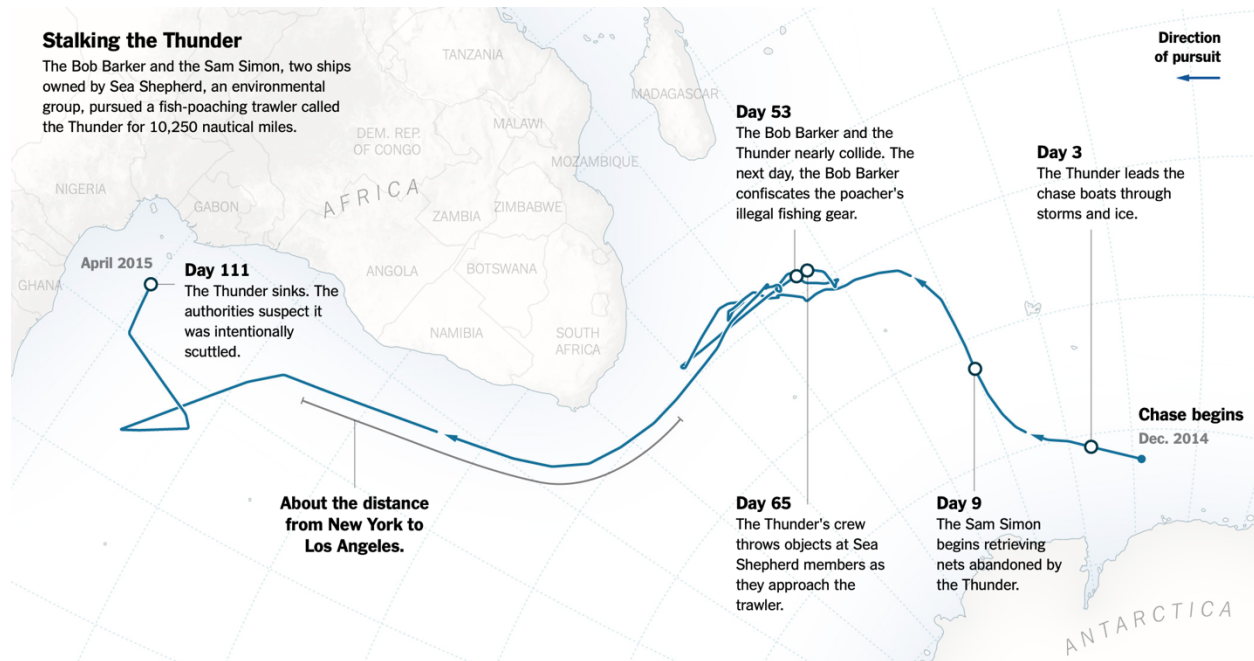 Stalking the Thunder
The Bob Barker and the Sam Simon, two ships
owned by Sea Shepherd, an environmental
group, pursued a fish-poaching trawler called
the Thunder for 10,250 nautical miles.
Direction
of pursuit
TANZANIA
MADAGASCAR
MALAWI
DEM. REP.
OF CONGO
MOZAMBIQUE
NIGERIA
GABON
AFRICA
ZAMBIA
ZIMBABWE
GHANA
ANGOLA
BOTSWANA
NAMIBIA
SOUTH
AFRICA
Day 53
The Bob Barker and the
Thunder nearly collide. The
next day, the Bob Barker
confiscates the poacher's
illegal fishing gear.
Day 3
The Thunder leads the
chase boats through
storms and ice.
April 2015
Day 111
The Thunder sinks. The
authorities suspect it
was intentionally
scuttled.
Chase begins
Dec. 2014
About the distance
from New York to
Los Angeles.
Day 65
The Thunder's crew
throws objects at Sea
Shepherd members as
they approach the
trawler.
Day 9
The Sam Simon
begins retrieving
nets abandoned by
the Thunder.
ANTARCTICA